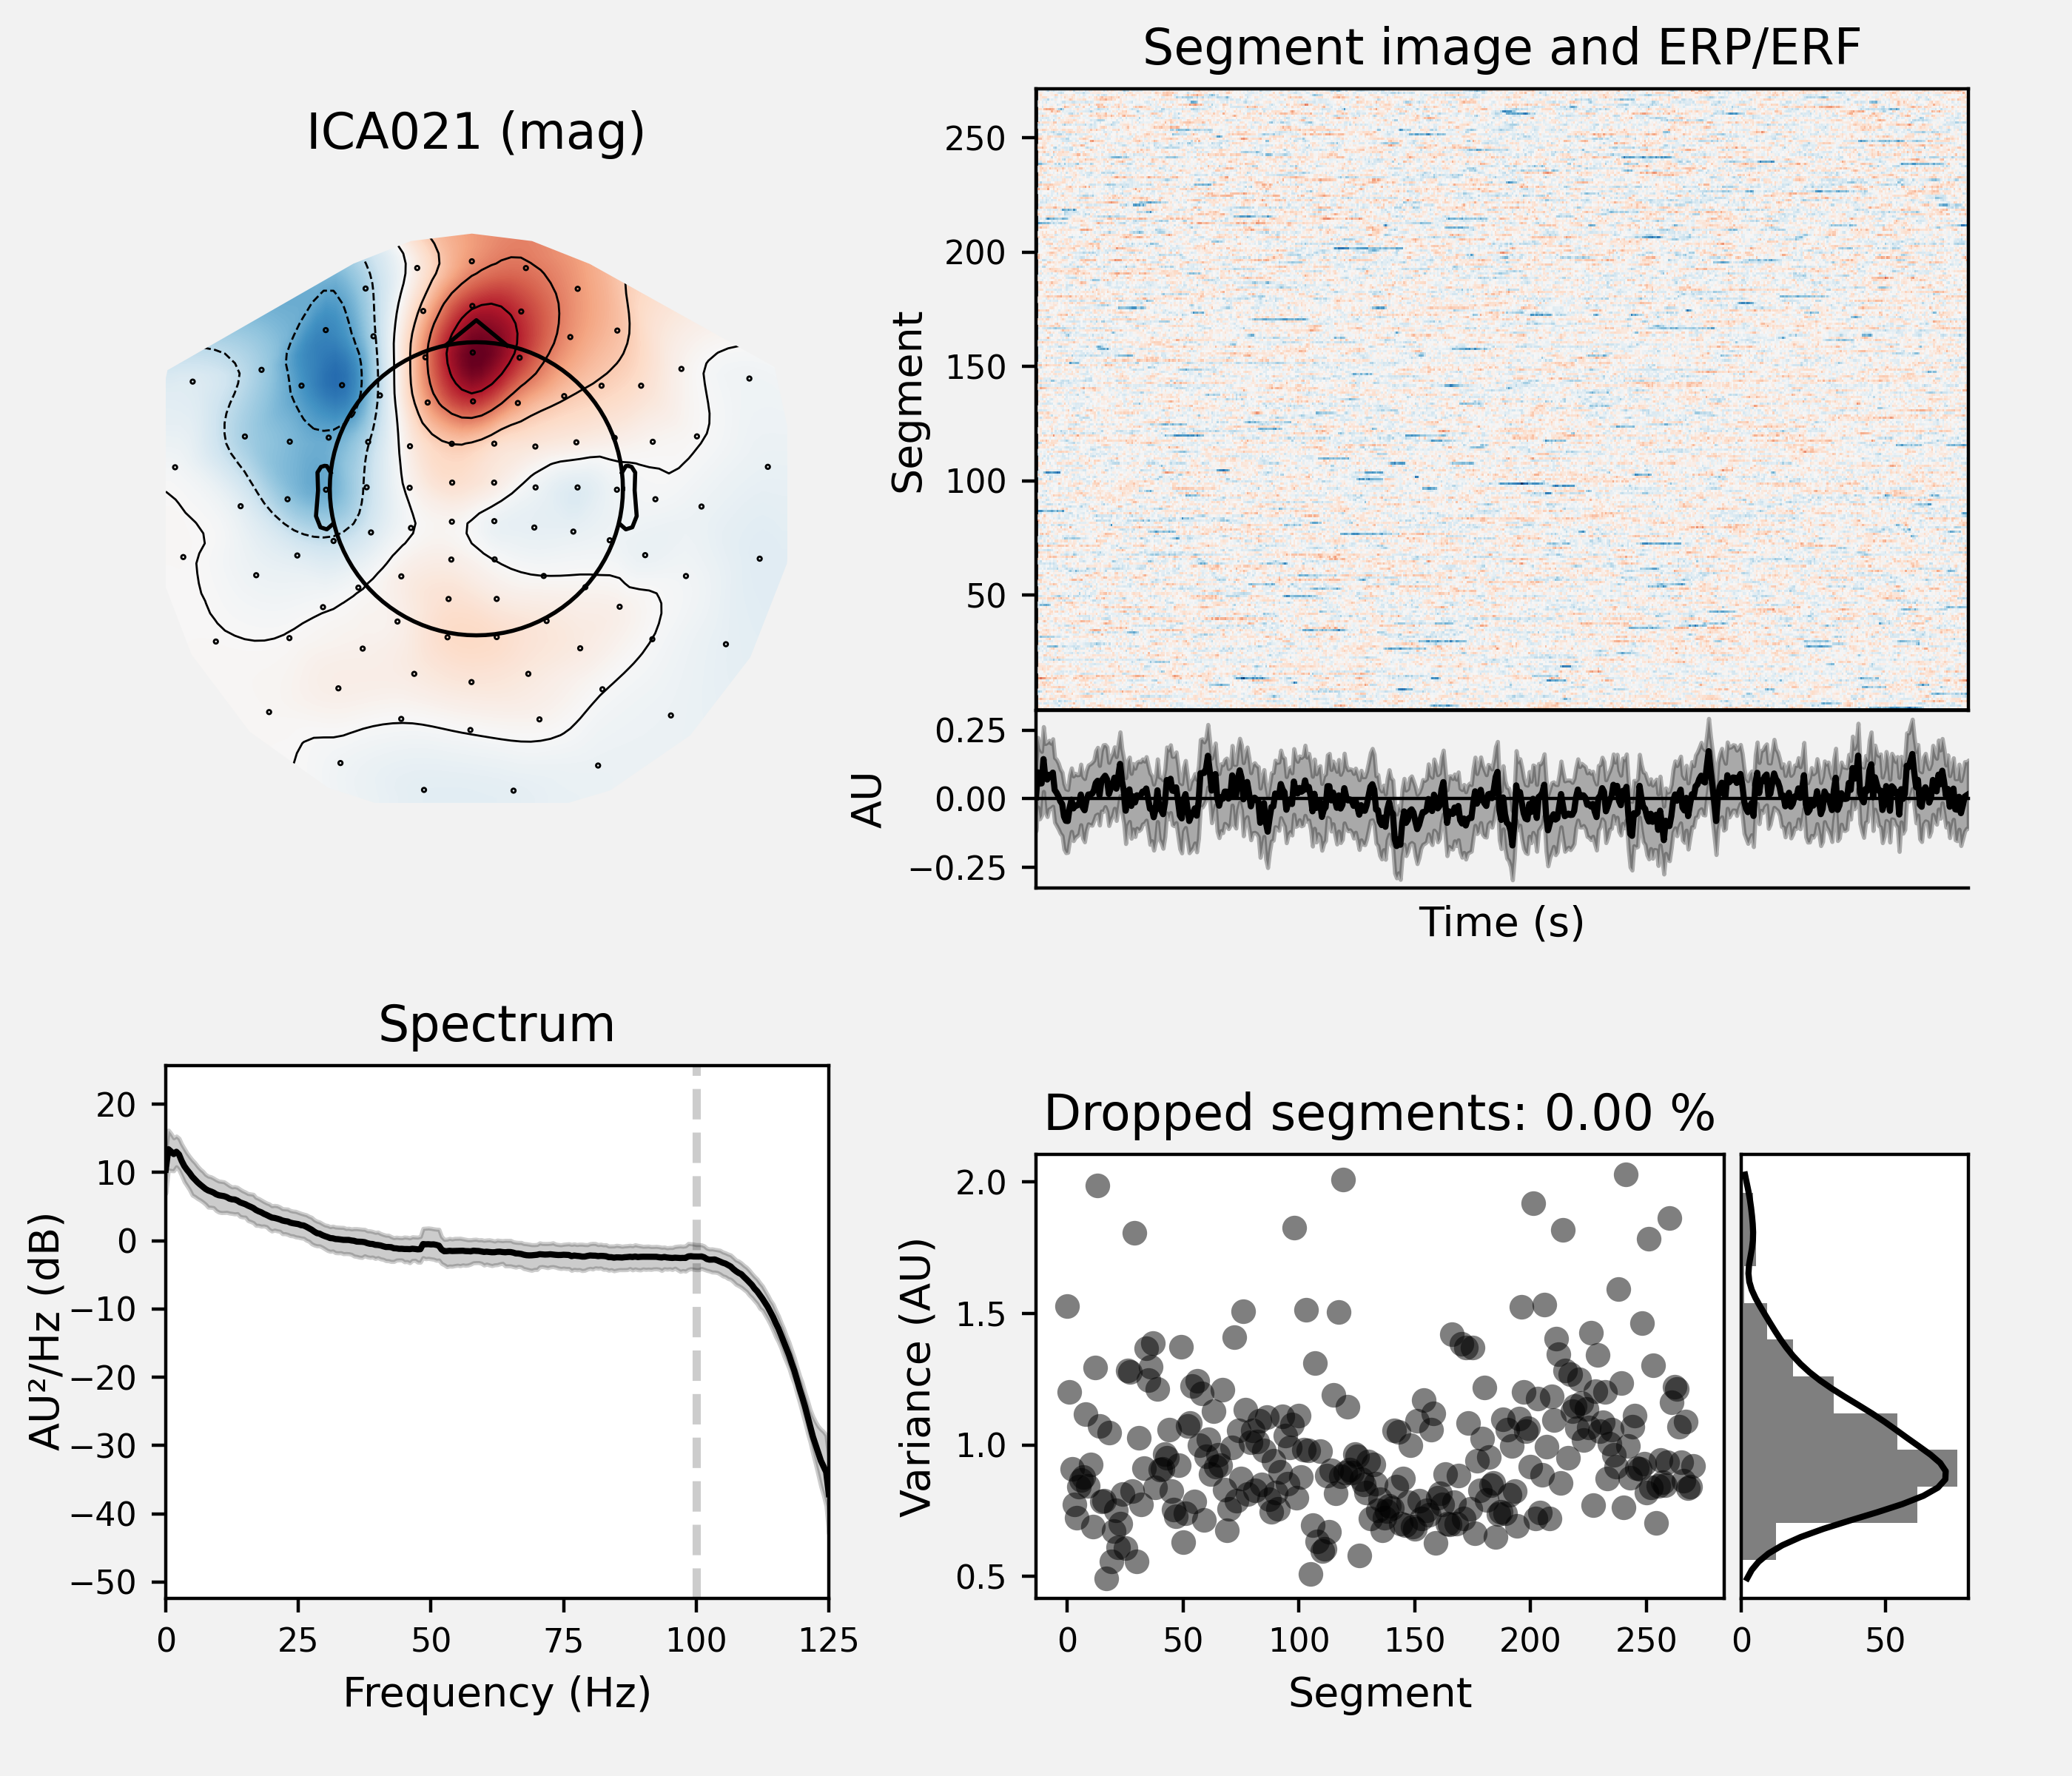 Segment image and ERP/ERF
ICA021 (mag)
250
200
150
100
50
Segment
0.25
0.00
−0.25
AU
Time (s)
Spectrum
20
10
0
−10
−20
−30
−40
−50
AU²/Hz (dB)
0 25 50 75 100 125
Frequency (Hz)
Dropped segments: 0.00 %
2.0
1.5
1.0
0.5
Variance (AU)
0 50 100 150 200 250
Segment
0 50